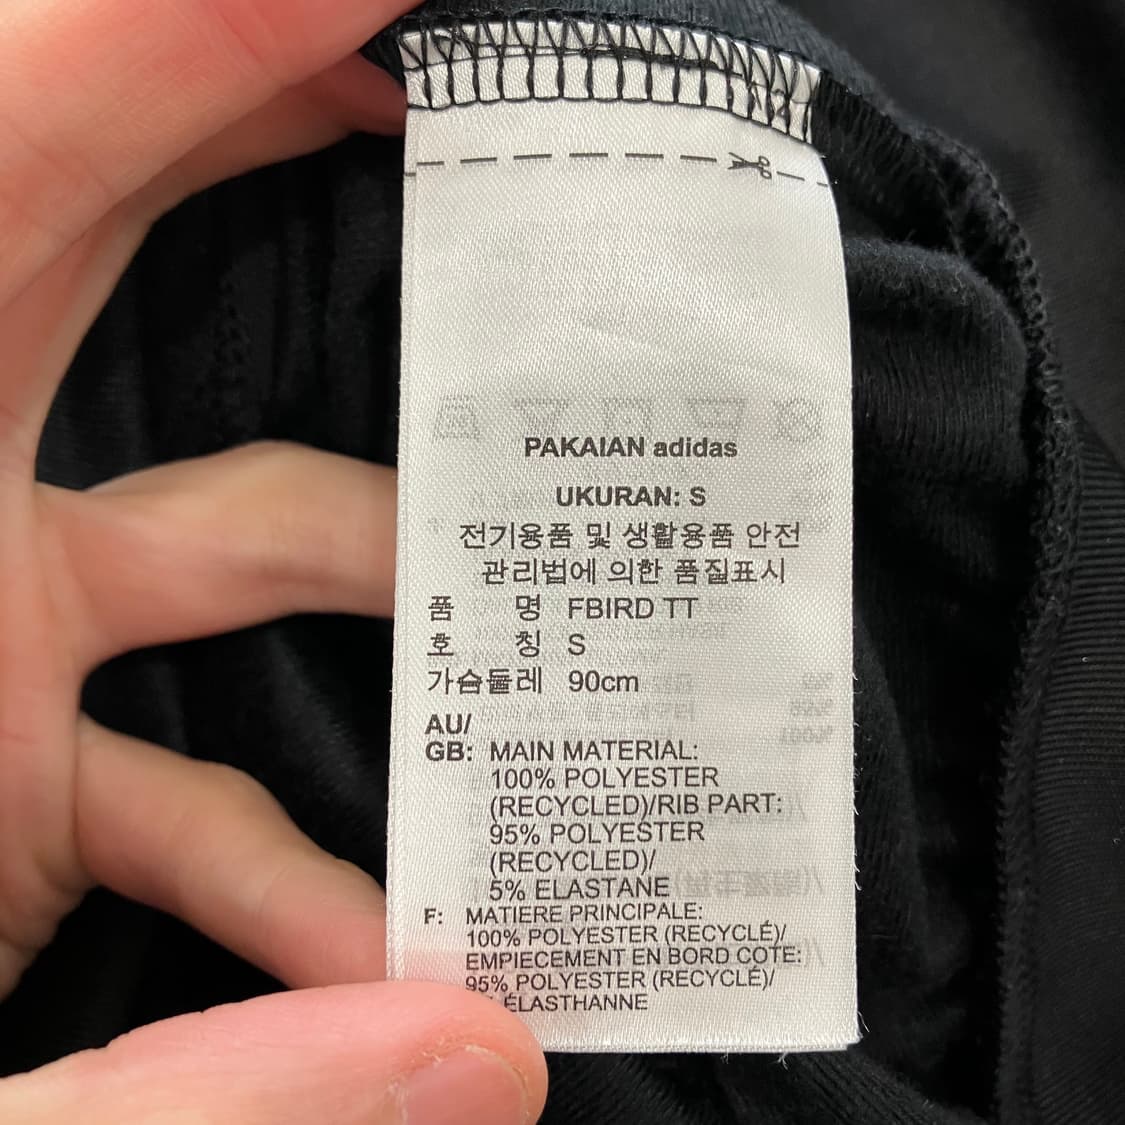 PAKAIAN adidas
UKURAN: S
전기용품 및 생활용품 안전
관리법에 의한 품질표시
품 명 FBIRD TT
호 칭 S
가슴둘레 90cm
AU/
GB: MAIN MATERIAL:
100% POLYESTER
(RECYCLED)/RIB PART:
95% POLYESTER
(RECYCLED)/
5% ELASTANE
F: MATIERE PRINCIPALE:
100% POLYESTER (RECYCLÉ)/
EMPIECEMENT EN BORD COTE:
95% POLYESTER (RECYCLÉ)/
ÉLASTHANNE